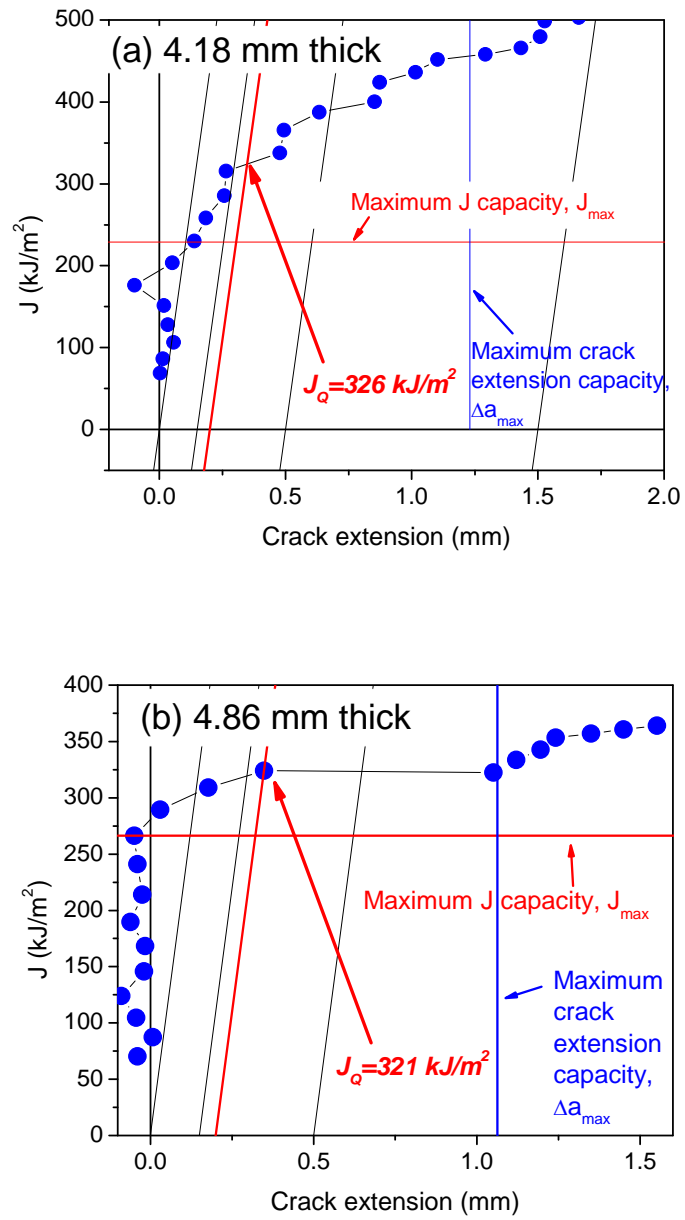 (a) 4.18 mm thick
500
400
300
200
100
0
J (kJ/m²)
Maximum J capacity, Jmax
JQ=326 kJ/m²
Maximum crack
extension capacity,
Δamax
0.0 0.5 1.0 1.5 2.0
Crack extension (mm)
(b) 4.86 mm thick
400
350
300
250
200
150
100
50
0
J (kJ/m²)
Maximum J capacity, Jmax
JQ=321 kJ/m²
Maximum
crack
extension
capacity,
Δamax
0.0 0.5 1.0 1.5
Crack extension (mm)